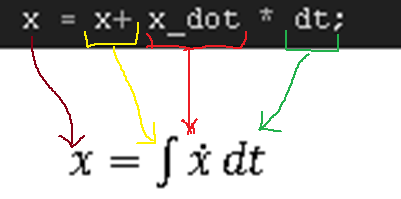 x = x+ x_dot * dt;
x = ∫ ẋ dt